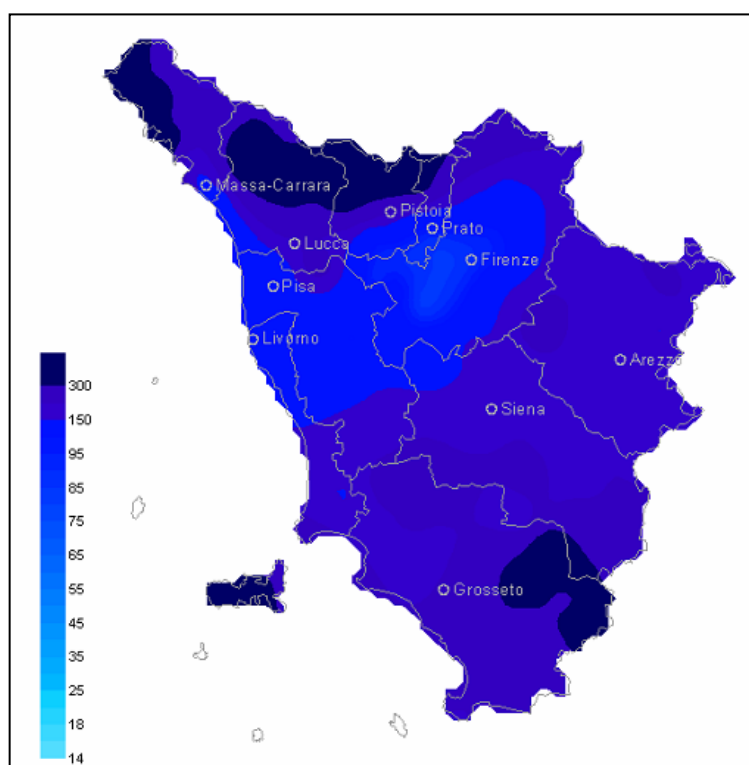 Massa-Carrara
Pistoia
Prato
Lucca
Firenze
Pisa
Livorno
Arezzo
Siena
Grosseto
300
150
95
85
75
65
55
45
35
25
18
14